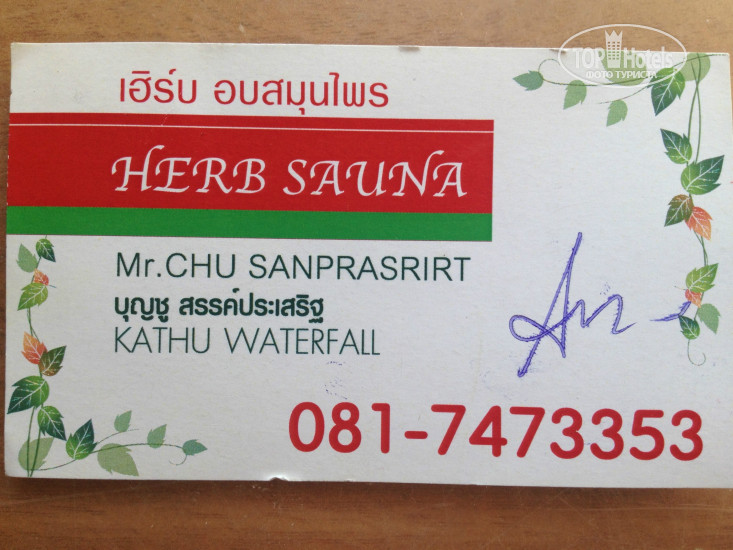 TOP Hotels
ФОТО ТУРИСТА
เฮิร์บ อบสมุนไพร
HERB SAUNA
Mr.CHU SANPRASRIRT
บุญชู สรรค์ประเสริฐ
KATHU WATERFALL
081-7473353